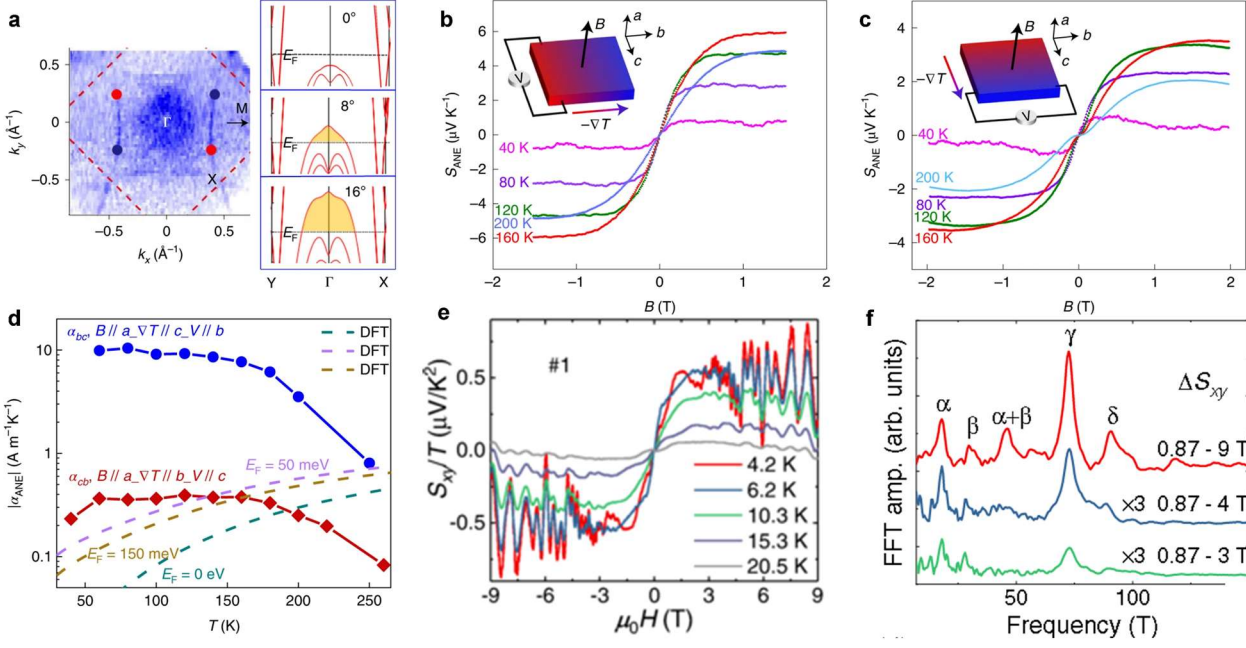 a
0.5
0
−0.5
k_y (Å⁻¹)
Γ
M
X
−0.5 0 0.5
k_x (Å⁻¹)
0°
E_F
8°
E_F
16°
E_F
Y Γ X
b
6
4
2
0
−2
−4
−6
S_ANE (μV K⁻¹)
B
a
b
c
V
−∇T
40 K
80 K
120 K
200 K
160 K
−2 −1 0 1 2
B (T)
c
4
2
0
−2
−4
S_ANE (μV K⁻¹)
B
a
b
c
−∇T
V
40 K
200 K
80 K
120 K
160 K
−2 −1 0 1 2
B (T)
d
α_bc, B // a_∇T // c_V // b
DFT
DFT
DFT
10
1
0.1
|α_ANE| (A m⁻¹K⁻¹)
α_cb, B // a_∇T // b_V // c
E_F = 50 meV
E_F = 150 meV
E_F = 0 eV
50 100 150 200 250
T (K)
e
#1
0.5
0.0
-0.5
S_xy/T (μV/K²)
4.2 K
6.2 K
10.3 K
15.3 K
20.5 K
-9 -6 -3 0 3 6 9
μ₀H (T)
f
γ
ΔS_xy
α
β
α+β
δ
0.87 - 9 T
×3 0.87 - 4 T
×3 0.87 - 3 T
FFT amp. (arb. units)
50 100
Frequency (T)